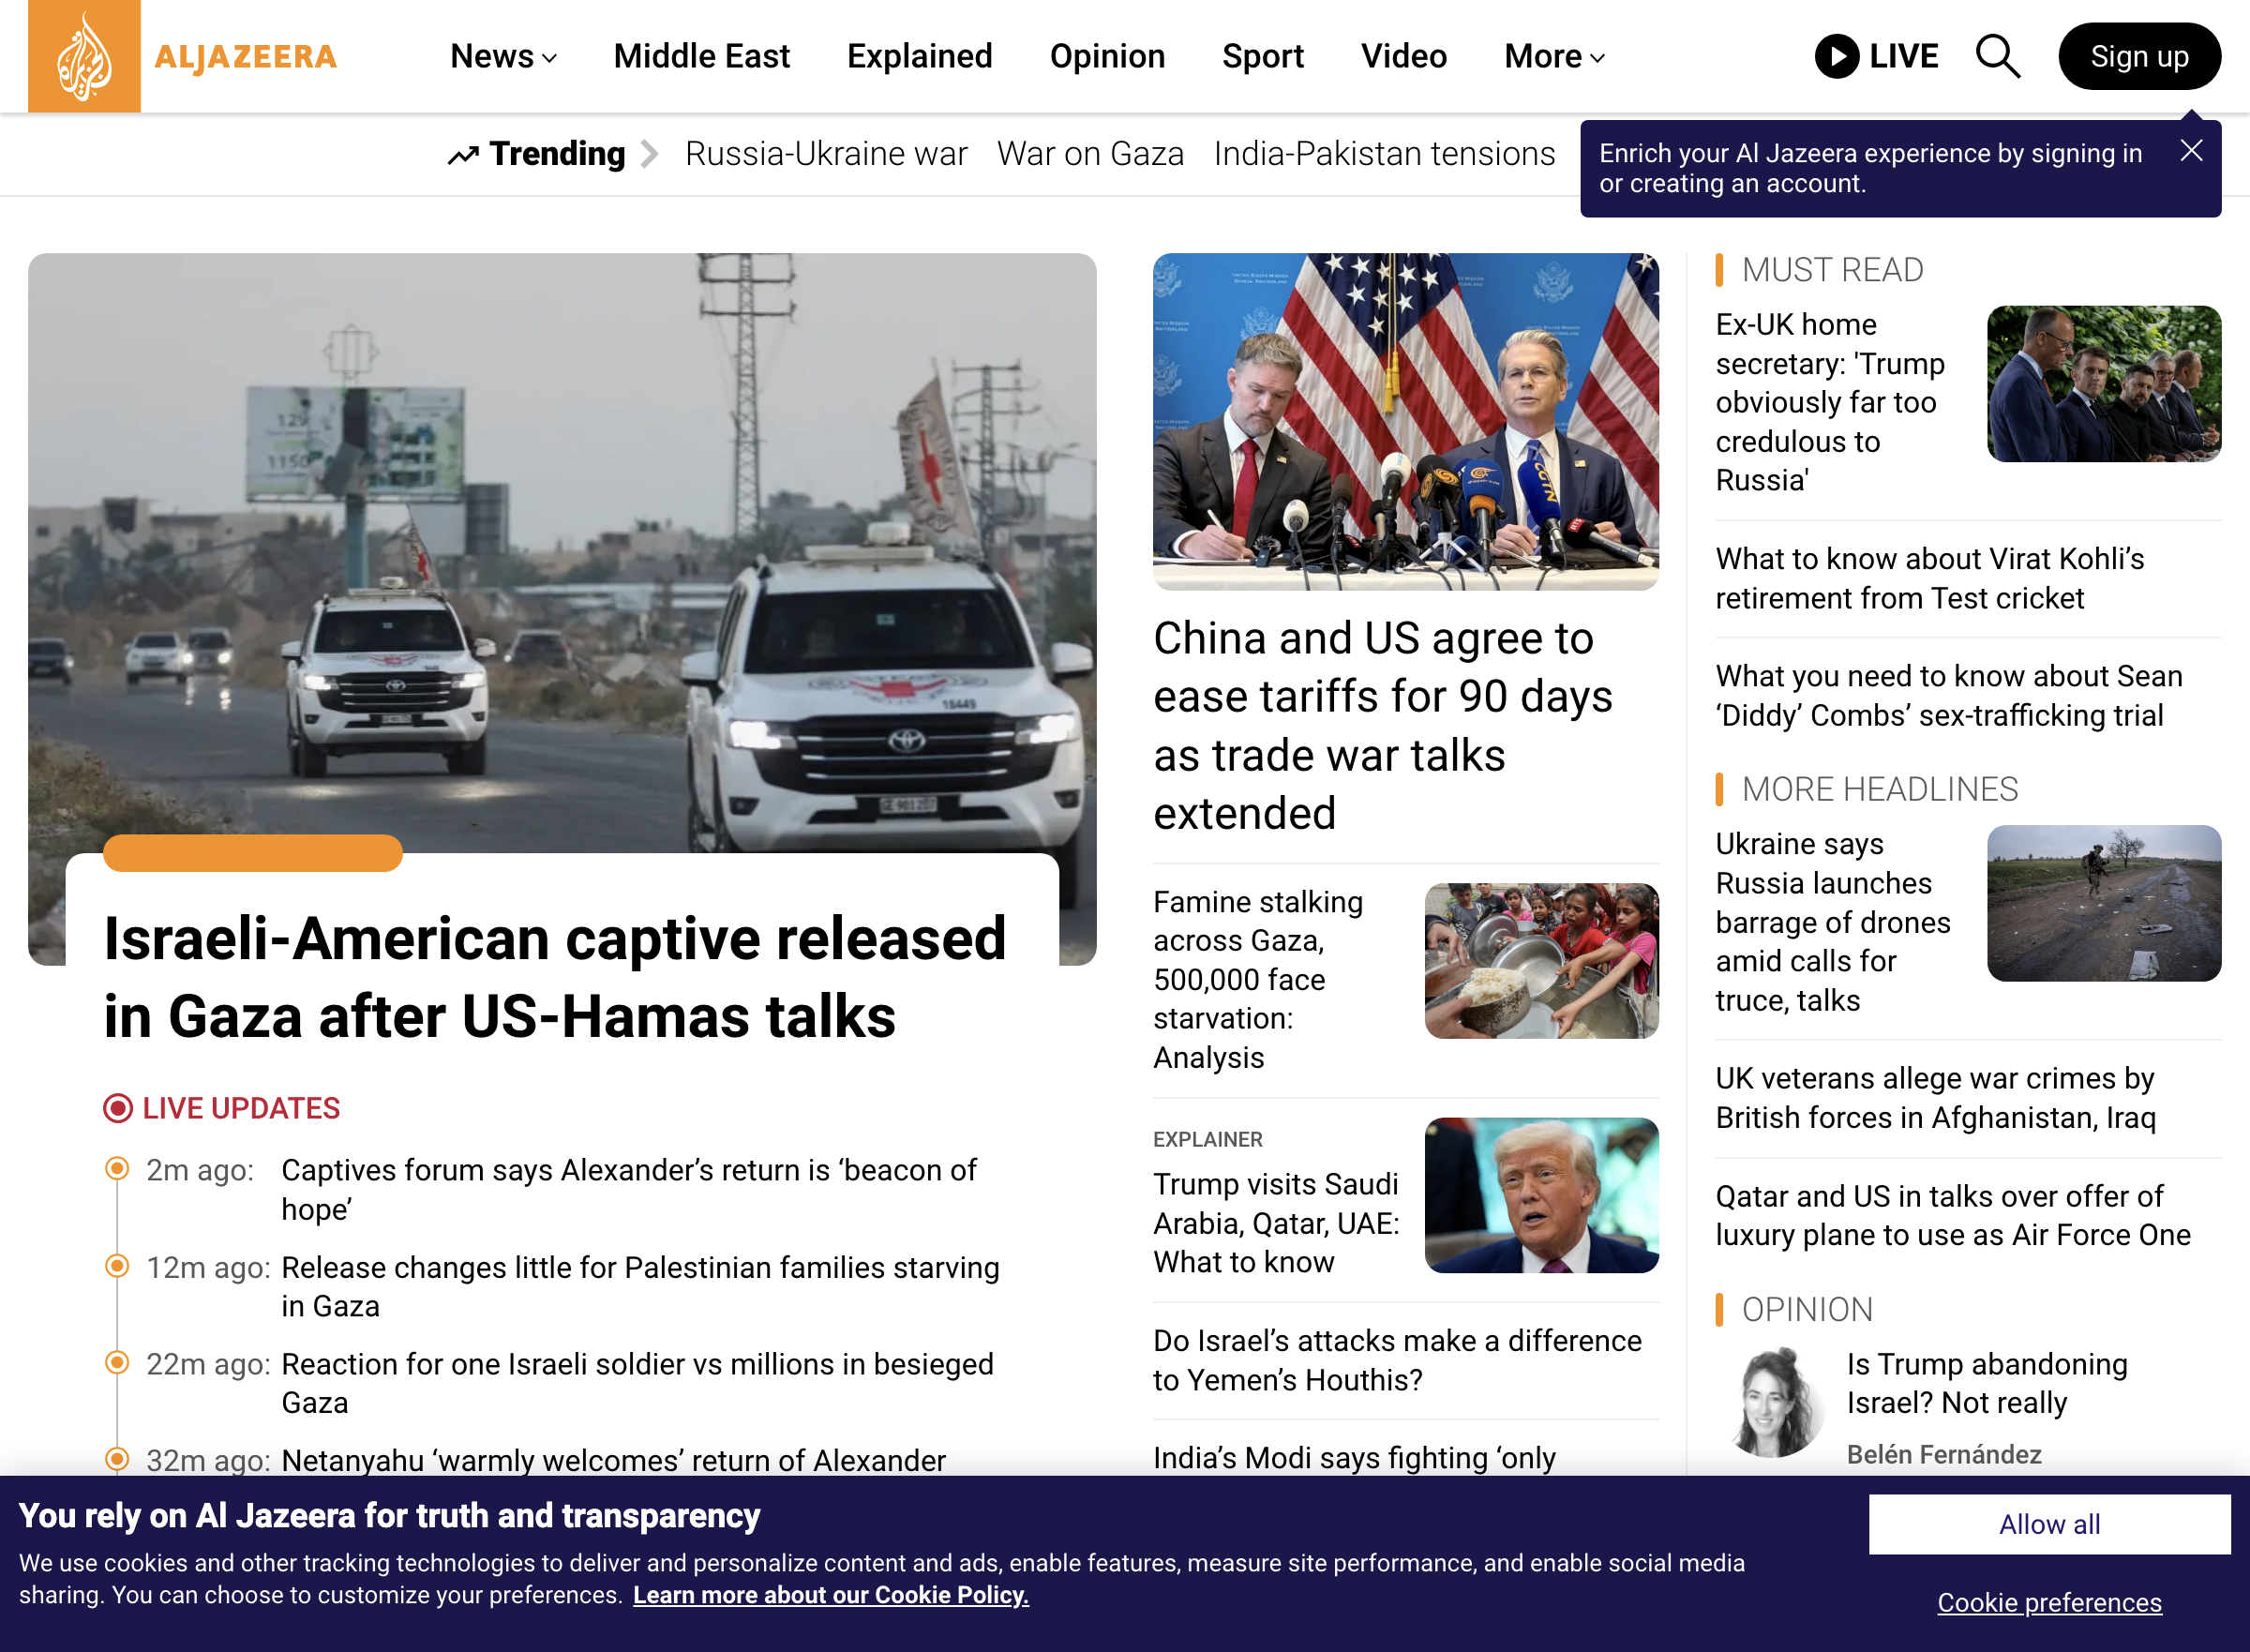 ALJAZEERA
News
Middle East
Explained
Opinion
Sport
Video
More
LIVE
Sign up
Trending
Russia-Ukraine war
War on Gaza
India-Pakistan tensions
Enrich your Al Jazeera experience by signing in
or creating an account.
129
1150
18449
Israeli-American captive released
in Gaza after US-Hamas talks
LIVE UPDATES
2m ago: Captives forum says Alexander’s return is ‘beacon of
hope’
12m ago: Release changes little for Palestinian families starving
in Gaza
22m ago: Reaction for one Israeli soldier vs millions in besieged
Gaza
32m ago: Netanyahu ‘warmly welcomes’ return of Alexander
CGTN
China and US agree to
ease tariffs for 90 days
as trade war talks
extended
Famine stalking
across Gaza,
500,000 face
starvation:
Analysis
EXPLAINER
Trump visits Saudi
Arabia, Qatar, UAE:
What to know
Do Israel’s attacks make a difference
to Yemen’s Houthis?
India’s Modi says fighting ‘only
MUST READ
Ex-UK home
secretary: 'Trump
obviously far too
credulous to
Russia'
What to know about Virat Kohli’s
retirement from Test cricket
What you need to know about Sean
‘Diddy’ Combs’ sex-trafficking trial
MORE HEADLINES
Ukraine says
Russia launches
barrage of drones
amid calls for
truce, talks
UK veterans allege war crimes by
British forces in Afghanistan, Iraq
Qatar and US in talks over offer of
luxury plane to use as Air Force One
OPINION
Is Trump abandoning
Israel? Not really
Belén Fernández
You rely on Al Jazeera for truth and transparency
We use cookies and other tracking technologies to deliver and personalize content and ads, enable features, measure site performance, and enable social media
sharing. You can choose to customize your preferences. Learn more about our Cookie Policy.
Allow all
Cookie preferences